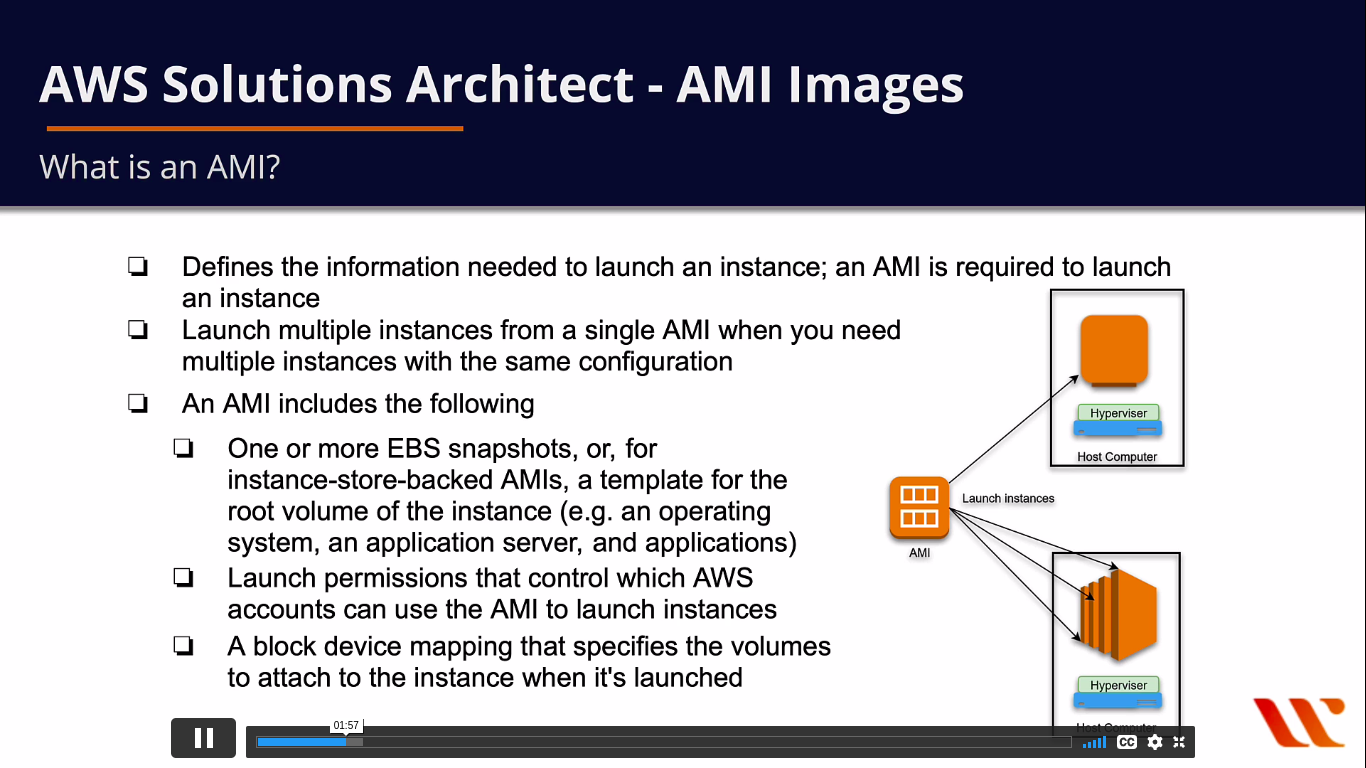 AWS Solutions Architect - AMI Images
What is an AMI?
❏ Defines the information needed to launch an instance; an AMI is required to launch
an instance
❏ Launch multiple instances from a single AMI when you need
multiple instances with the same configuration
❏ An AMI includes the following
❏ One or more EBS snapshots, or, for
instance-store-backed AMIs, a template for the
root volume of the instance (e.g. an operating
system, an application server, and applications)
❏ Launch permissions that control which AWS
accounts can use the AMI to launch instances
❏ A block device mapping that specifies the volumes
to attach to the instance when it's launched
Hyperviser
Host Computer
Launch instances
AMI
Hyperviser
Host Computer
01:57
CC